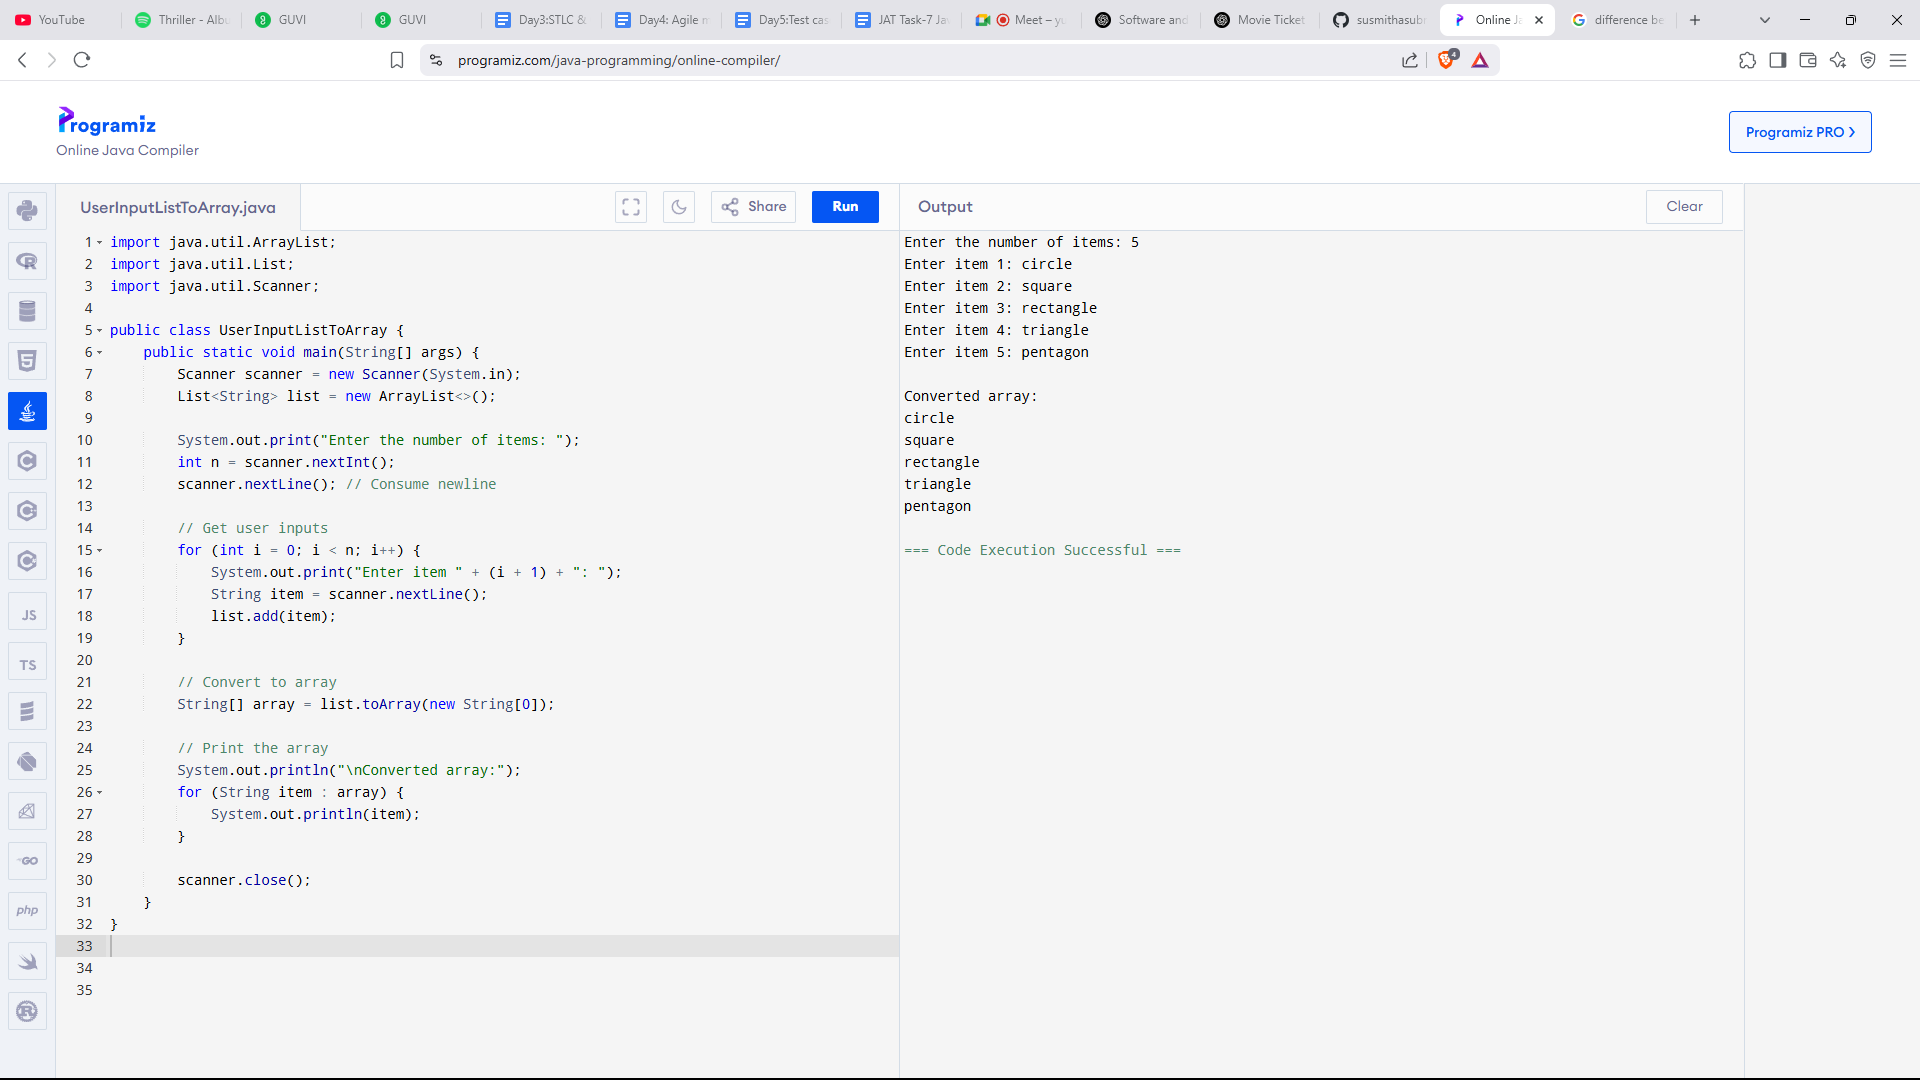 YouTube
Thriller - Albu
GUVI
GUVI
Day3:STLC &
Day4: Agile m
Day5:Test cas
JAT Task-7 Jav
Meet – yu
Software and
Movie Ticket
susmithasubr
Online Ja
difference be
programiz.com/java-programming/online-compiler/
4
Programiz
Online Java Compiler
Programiz PRO
UserInputListToArray.java
Share
Run
Output
Clear
1 import java.util.ArrayList;
2 import java.util.List;
3 import java.util.Scanner;
4
5 public class UserInputListToArray {
6     public static void main(String[] args) {
7         Scanner scanner = new Scanner(System.in);
8         List<String> list = new ArrayList<>();
9
10         System.out.print("Enter the number of items: ");
11         int n = scanner.nextInt();
12         scanner.nextLine(); // Consume newline
13
14         // Get user inputs
15         for (int i = 0; i < n; i++) {
16             System.out.print("Enter item " + (i + 1) + ": ");
17             String item = scanner.nextLine();
18             list.add(item);
19         }
20
21         // Convert to array
22         String[] array = list.toArray(new String[0]);
23
24         // Print the array
25         System.out.println("\nConverted array:");
26         for (String item : array) {
27             System.out.println(item);
28         }
29
30         scanner.close();
31     }
32 }
33
34
35
Enter the number of items: 5
Enter item 1: circle
Enter item 2: square
Enter item 3: rectangle
Enter item 4: triangle
Enter item 5: pentagon
Converted array:
circle
square
rectangle
triangle
pentagon
=== Code Execution Successful ===
R
5
C
C
C
JS
TS
GO
php
R